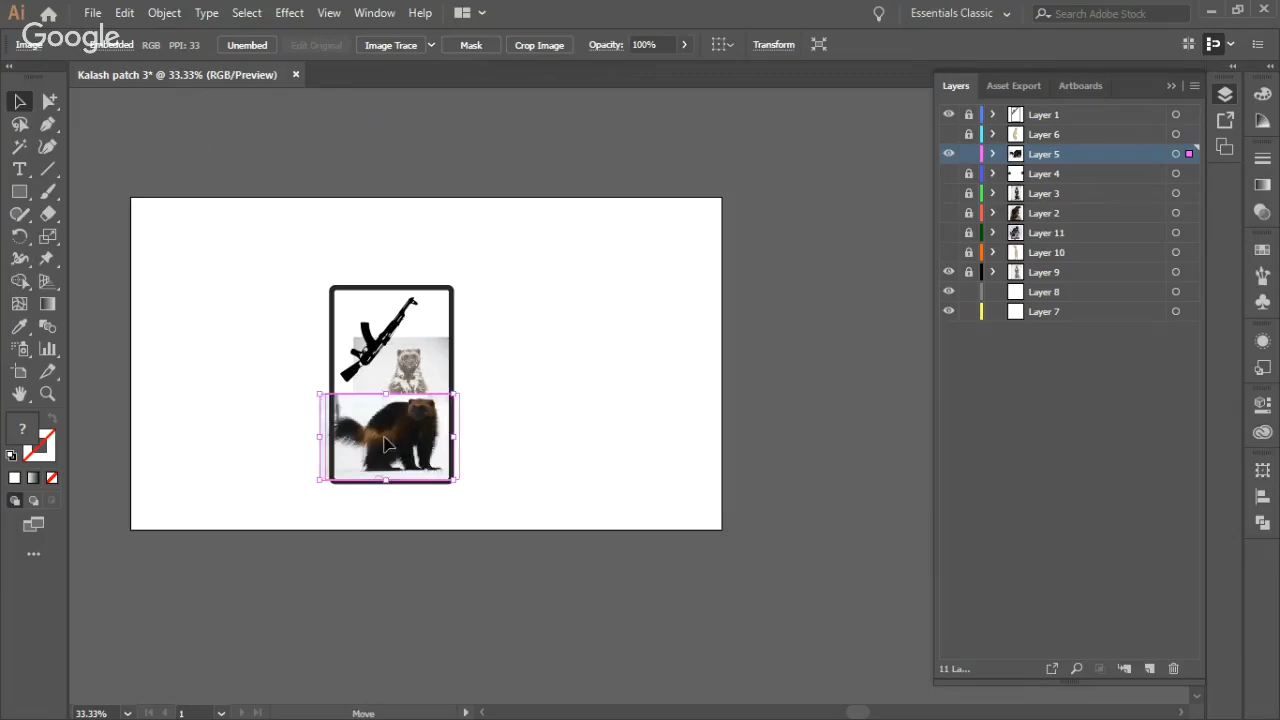 Ai File Edit Object Type Select Effect View Window Help Essentials Classic Search Adobe Stock
Google
Image Embedded RGB PPI: 33 Unembed Edit Original Image Trace Mask Crop Image Opacity: 100% Transform
Kalash patch 3* @ 33.33% (RGB/Preview) ×
Layers Asset Export Artboards
Layer 1
Layer 6
Layer 5
Layer 4
Layer 3
Layer 2
Layer 11
Layer 10
Layer 9
Layer 8
Layer 7
?
11 La...
33.33% 1 Move